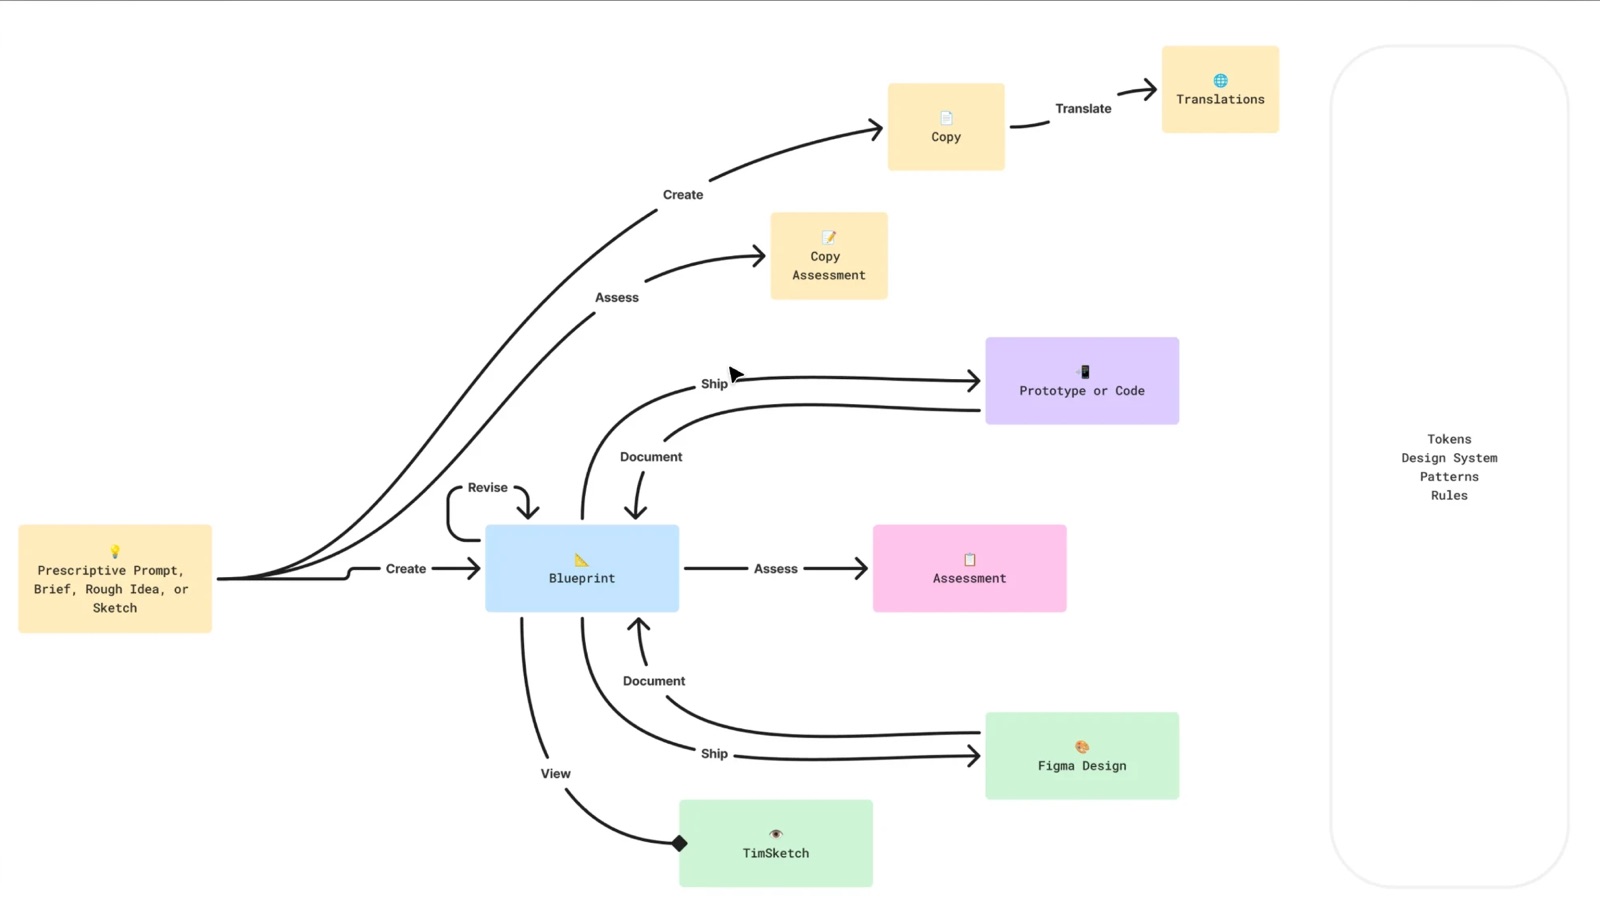 Translations
Translate
Copy
Create
Copy
Assessment
Assess
Ship
Prototype or Code
Document
Tokens
Design System
Patterns
Rules
Revise
Prescriptive Prompt,
Brief, Rough Idea, or
Sketch
Create
Blueprint
Assess
Assessment
Document
Ship
Figma Design
View
TimSketch